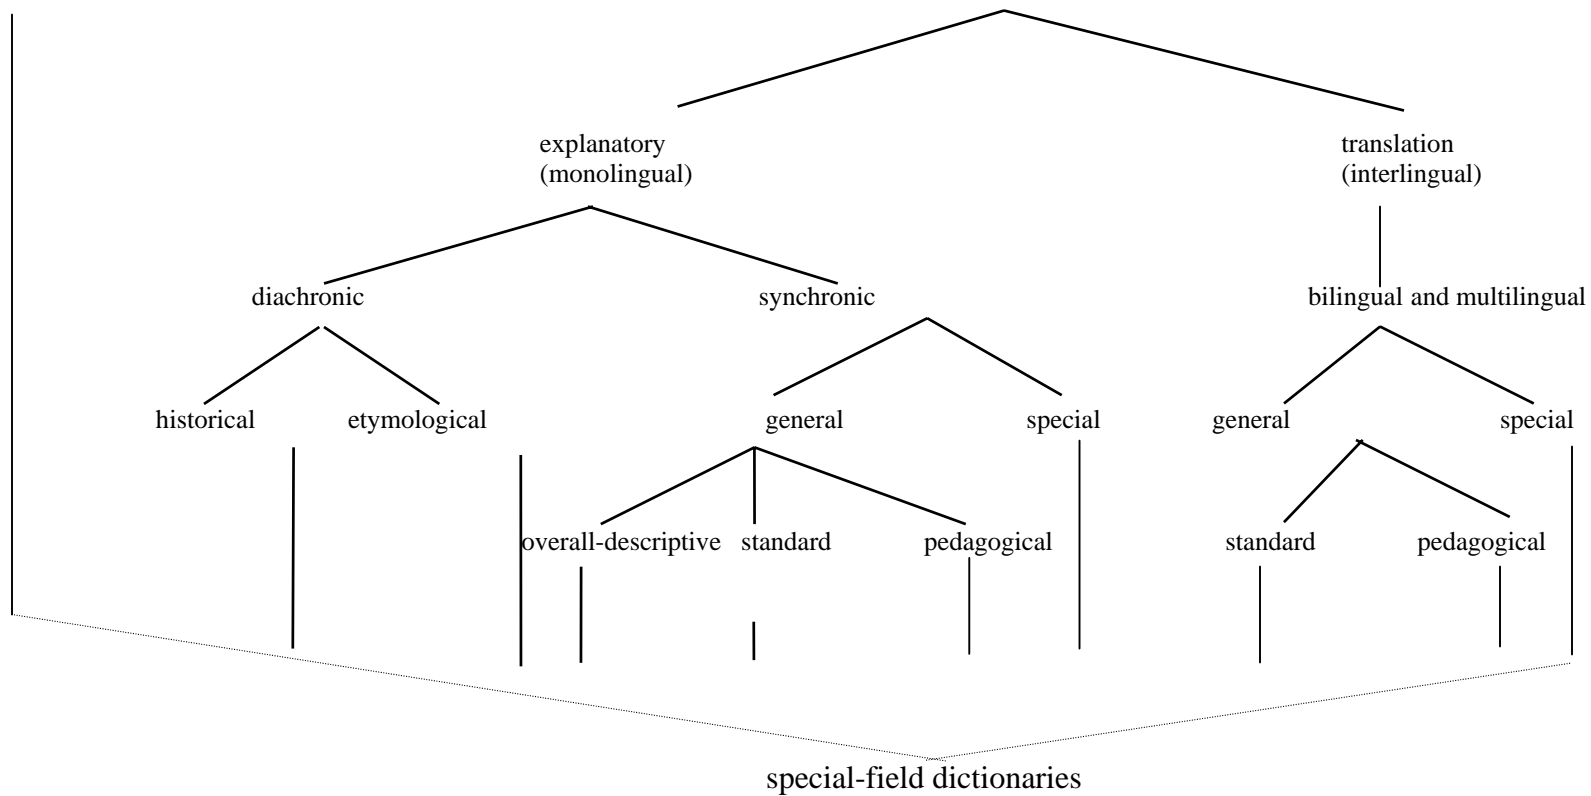 explanatory
(monolingual)
translation
(interlingual)
diachronic
synchronic
bilingual and multilingual
historical
etymological
general
special
general
special
overall-descriptive
standard
pedagogical
standard
pedagogical
special-field dictionaries